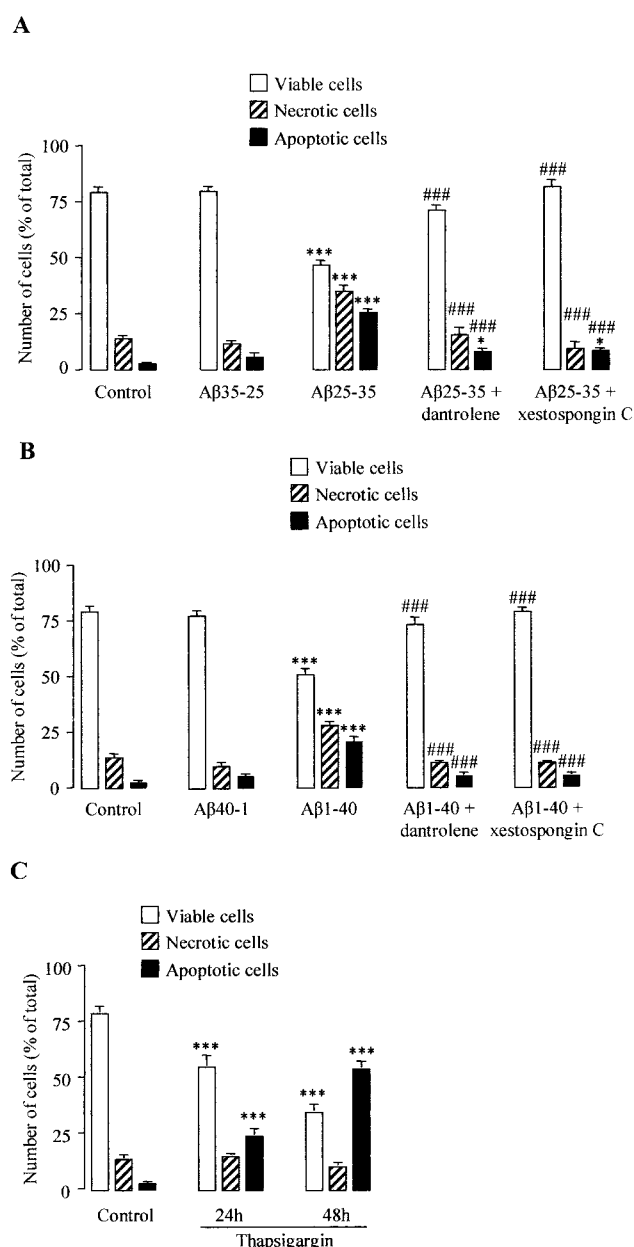 A
Viable cells
Necrotic cells
Apoptotic cells
Number of cells (% of total)
100
75
50
25
0
***
***
***
###
###
###
*
###
###
###
*
Control
Aβ35-25
Aβ25-35
Aβ25-35 +
dantrolene
Aβ25-35 +
xestospongin C
B
Viable cells
Necrotic cells
Apoptotic cells
Number of cells (% of total)
100
75
50
25
0
***
***
***
###
###
###
###
###
###
Control
Aβ40-1
Aβ1-40
Aβ1-40 +
dantrolene
Aβ1-40 +
xestospongin C
C
Viable cells
Necrotic cells
Apoptotic cells
Number of cells (% of total)
100
75
50
25
0
***
***
***
***
Control
24h
48h
Thapsigargin